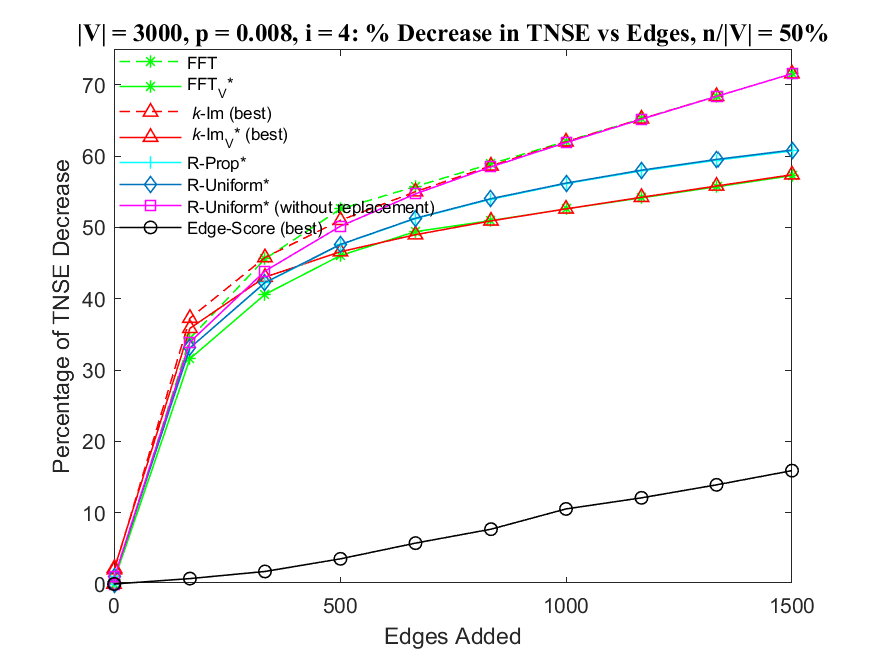 |V| = 3000, p = 0.008, i = 4: % Decrease in TNSE vs Edges, n/|V| = 50%
FFT
FFT_V*
k-Im (best)
k-Im_V* (best)
R-Prop*
R-Uniform*
R-Uniform* (without replacement)
Edge-Score (best)
Percentage of TNSE Decrease
70
60
50
40
30
20
10
0
0 500 1000 1500
Edges Added